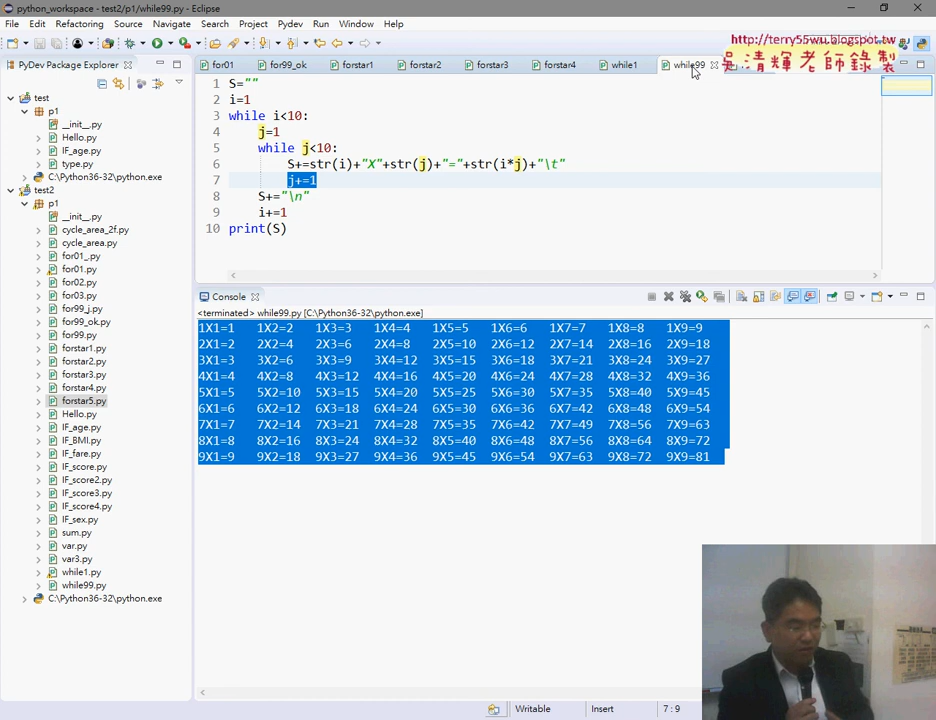 python_workspace - test2/p1/while99.py - Eclipse
File Edit Refactoring Source Navigate Search Project Pydev Run Window Help
http://terry55wu.blogspot.tw
吳清輝老師錄製
PyDev Package Explorer
for01 for99_ok forstar1 forstar2 forstar3 forstar4 while1 while99
test
p1
__init__.py
Hello.py
IF_age.py
type.py
C:\Python36-32\python.exe
test2
p1
__init__.py
cycle_area_2f.py
cycle_area.py
for01_.py
for01.py
for02.py
for03.py
for99_j.py
for99_ok.py
for99.py
forstar1.py
forstar2.py
forstar3.py
forstar4.py
forstar5.py
Hello.py
IF_age.py
IF_BMI.py
IF_fare.py
IF_score.py
IF_score2.py
IF_score3.py
IF_score4.py
IF_sex.py
sum.py
var.py
var3.py
while1.py
while99.py
C:\Python36-32\python.exe
1 S=""
2 i=1
3 while i<10:
4 j=1
5 while j<10:
6 S+=str(i)+"X"+str(j)+"="+str(i*j)+"\t"
7 j+=1
8 S+="\n"
9 i+=1
10 print(S)
Console
<terminated> while99.py [C:\Python36-32\python.exe]
1X1=1 1X2=2 1X3=3 1X4=4 1X5=5 1X6=6 1X7=7 1X8=8 1X9=9
2X1=2 2X2=4 2X3=6 2X4=8 2X5=10 2X6=12 2X7=14 2X8=16 2X9=18
3X1=3 3X2=6 3X3=9 3X4=12 3X5=15 3X6=18 3X7=21 3X8=24 3X9=27
4X1=4 4X2=8 4X3=12 4X4=16 4X5=20 4X6=24 4X7=28 4X8=32 4X9=36
5X1=5 5X2=10 5X3=15 5X4=20 5X5=25 5X6=30 5X7=35 5X8=40 5X9=45
6X1=6 6X2=12 6X3=18 6X4=24 6X5=30 6X6=36 6X7=42 6X8=48 6X9=54
7X1=7 7X2=14 7X3=21 7X4=28 7X5=35 7X6=42 7X7=49 7X8=56 7X9=63
8X1=8 8X2=16 8X3=24 8X4=32 8X5=40 8X6=48 8X7=56 8X8=64 8X9=72
9X1=9 9X2=18 9X3=27 9X4=36 9X5=45 9X6=54 9X7=63 9X8=72 9X9=81
Writable Insert 7:9